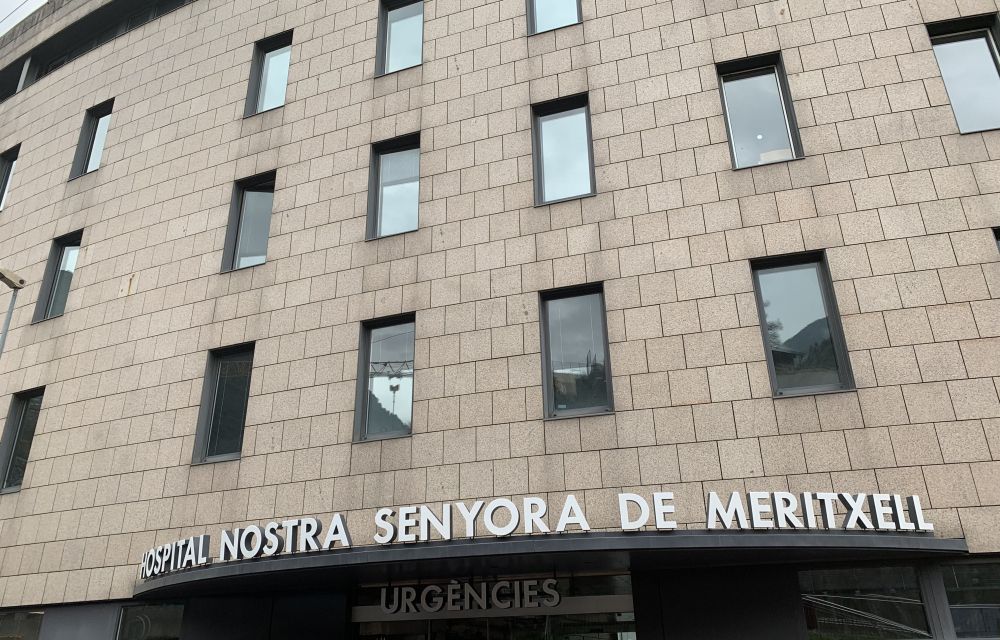 HOSPITAL NOSTRA SENYORA DE MERITXELL
URGÈNCIES